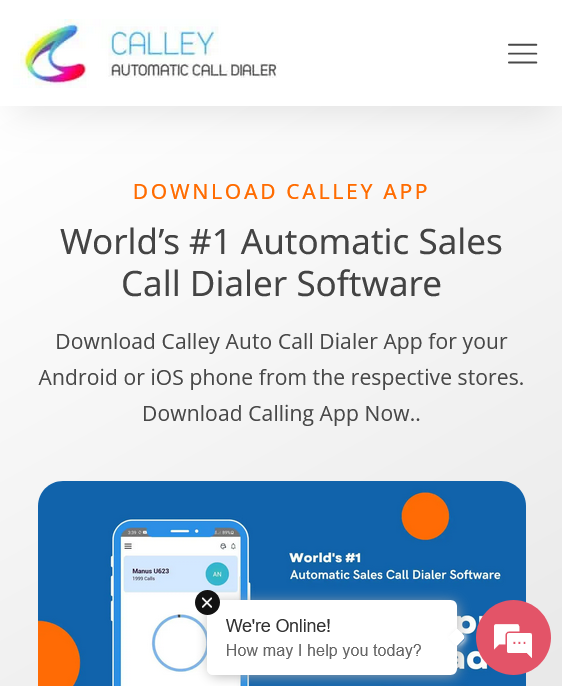 CALLEY
AUTOMATIC CALL DIALER
DOWNLOAD CALLEY APP
World's #1 Automatic Sales
Call Dialer Software
Download Calley Auto Call Dialer App for your
Android or iOS phone from the respective stores.
Download Calling App Now..
Manus U623
1999 Calls
AN
World's #1
Automatic Sales Call Dialer Software
We're Online!
How may I help you today?